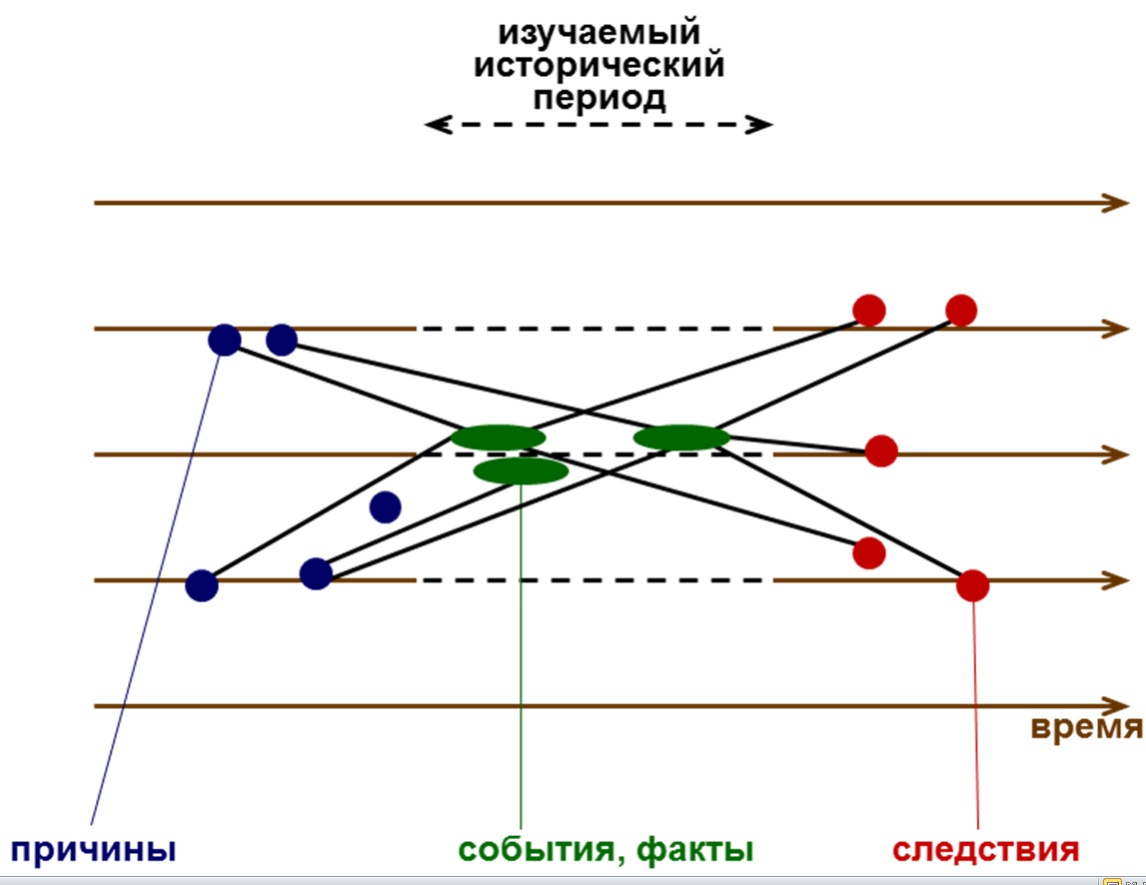 изучаемый
исторический
период
время
причины
события, факты
следствия